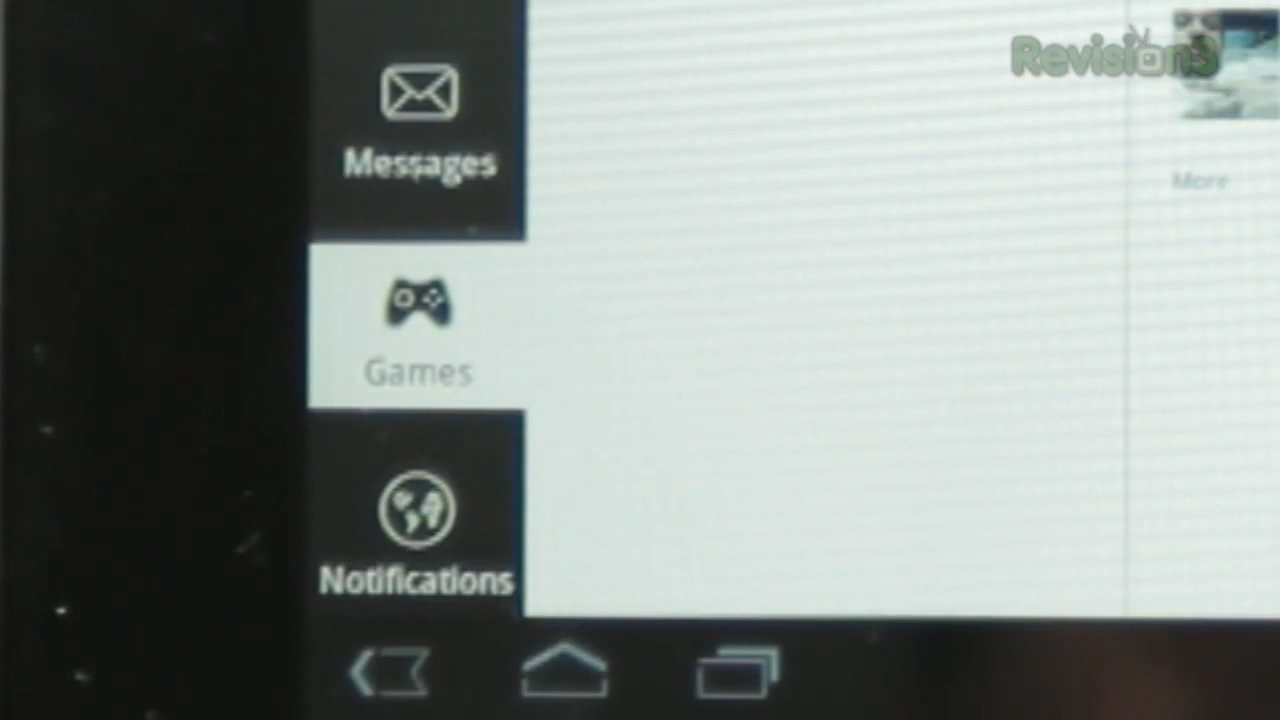 Revision3
Messages
More
Games
Notifications